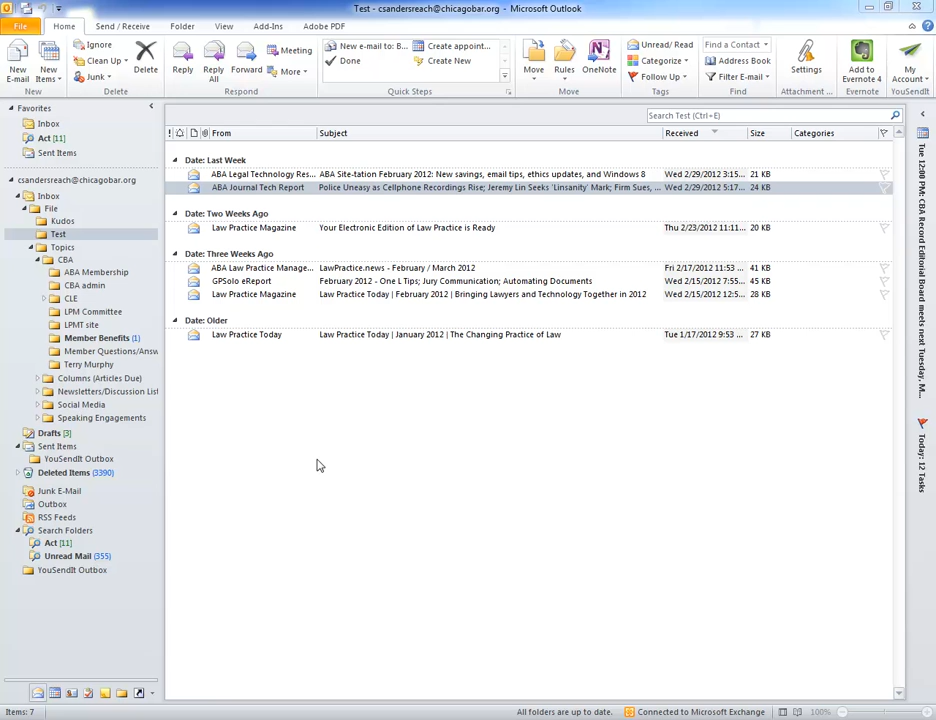 Test - csandersreach@chicagobar.org - Microsoft Outlook
File Home Send / Receive Folder View Add-Ins Adobe PDF
New E-mail
New Items
New
Ignore
Clean Up
Junk
Delete
Delete
Reply
Reply All
Forward
Meeting
More
Respond
New e-mail to: B...
Done
Create appoint...
Create New
Quick Steps
Move
Rules
OneNote
Move
Unread/ Read
Categorize
Follow Up
Tags
Find a Contact
Address Book
Filter E-mail
Find
Settings
Attachment ...
Add to Evernote 4
Evernote
My Account
YouSendIt
Favorites
Inbox
Act [11]
Sent Items
csandersreach@chicagobar.org
Inbox
File
Kudos
Test
Topics
CBA
ABA Membership
CBA admin
CLE
LPM Committee
LPMT site
Member Benefits (1)
Member Questions/Answ
Terry Murphy
Columns (Articles Due)
Newsletters/Discussion List
Social Media
Speaking Engagements
Drafts [3]
Sent Items
YouSendIt Outbox
Deleted Items (3390)
Junk E-Mail
Outbox
RSS Feeds
Search Folders
Act [11]
Unread Mail (355)
YouSendIt Outbox
Search Test (Ctrl+E)
From Subject Received Size Categories
Date: Last Week
ABA Legal Technology Res... ABA Site-tation February 2012: New savings, email tips, ethics updates, and Windows 8 Wed 2/29/2012 3:15... 21 KB
ABA Journal Tech Report Police Uneasy as Cellphone Recordings Rise; Jeremy Lin Seeks 'Linsanity' Mark; Firm Sues, ... Wed 2/29/2012 5:17... 24 KB
Date: Two Weeks Ago
Law Practice Magazine Your Electronic Edition of Law Practice is Ready Thu 2/23/2012 11:11... 20 KB
Date: Three Weeks Ago
ABA Law Practice Manage... LawPractice.news - February / March 2012 Fri 2/17/2012 11:53 ... 41 KB
GPSolo eReport February 2012 - One L Tips; Jury Communication; Automating Documents Wed 2/15/2012 7:55... 45 KB
Law Practice Magazine Law Practice Today | February 2012 | Bringing Lawyers and Technology Together in 2012 Wed 2/15/2012 12:5... 28 KB
Date: Older
Law Practice Today Law Practice Today | January 2012 | The Changing Practice of Law Tue 1/17/2012 9:53 ... 27 KB
Tue 12:00 PM: CBA Record Editorial Board meets next Tuesday, M...
Today: 12 Tasks
Items: 7
All folders are up to date.
Connected to Microsoft Exchange
100%